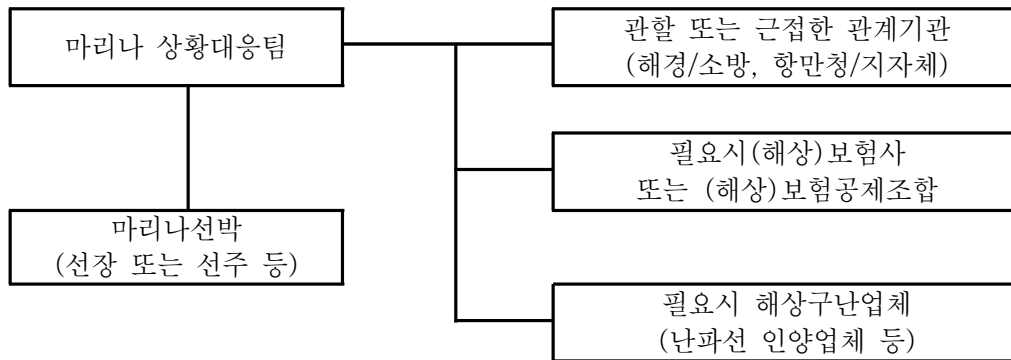 마리나 상황대응팀
관할 또는 근접한 관계기관
(해경/소방, 항만청/지자체)
필요시(해상)보험사
또는 (해상)보험공제조합
마리나선박
(선장 또는 선주 등)
필요시 해상구난업체
(난파선 인양업체 등)